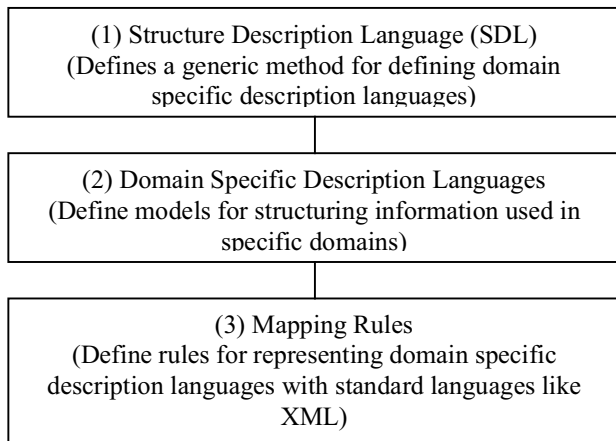 (1) Structure Description Language (SDL)
(Defines a generic method for defining domain
specific description languages)
(2) Domain Specific Description Languages
(Define models for structuring information used in
specific domains)
(3) Mapping Rules
(Define rules for representing domain specific
description languages with standard languages like
XML)